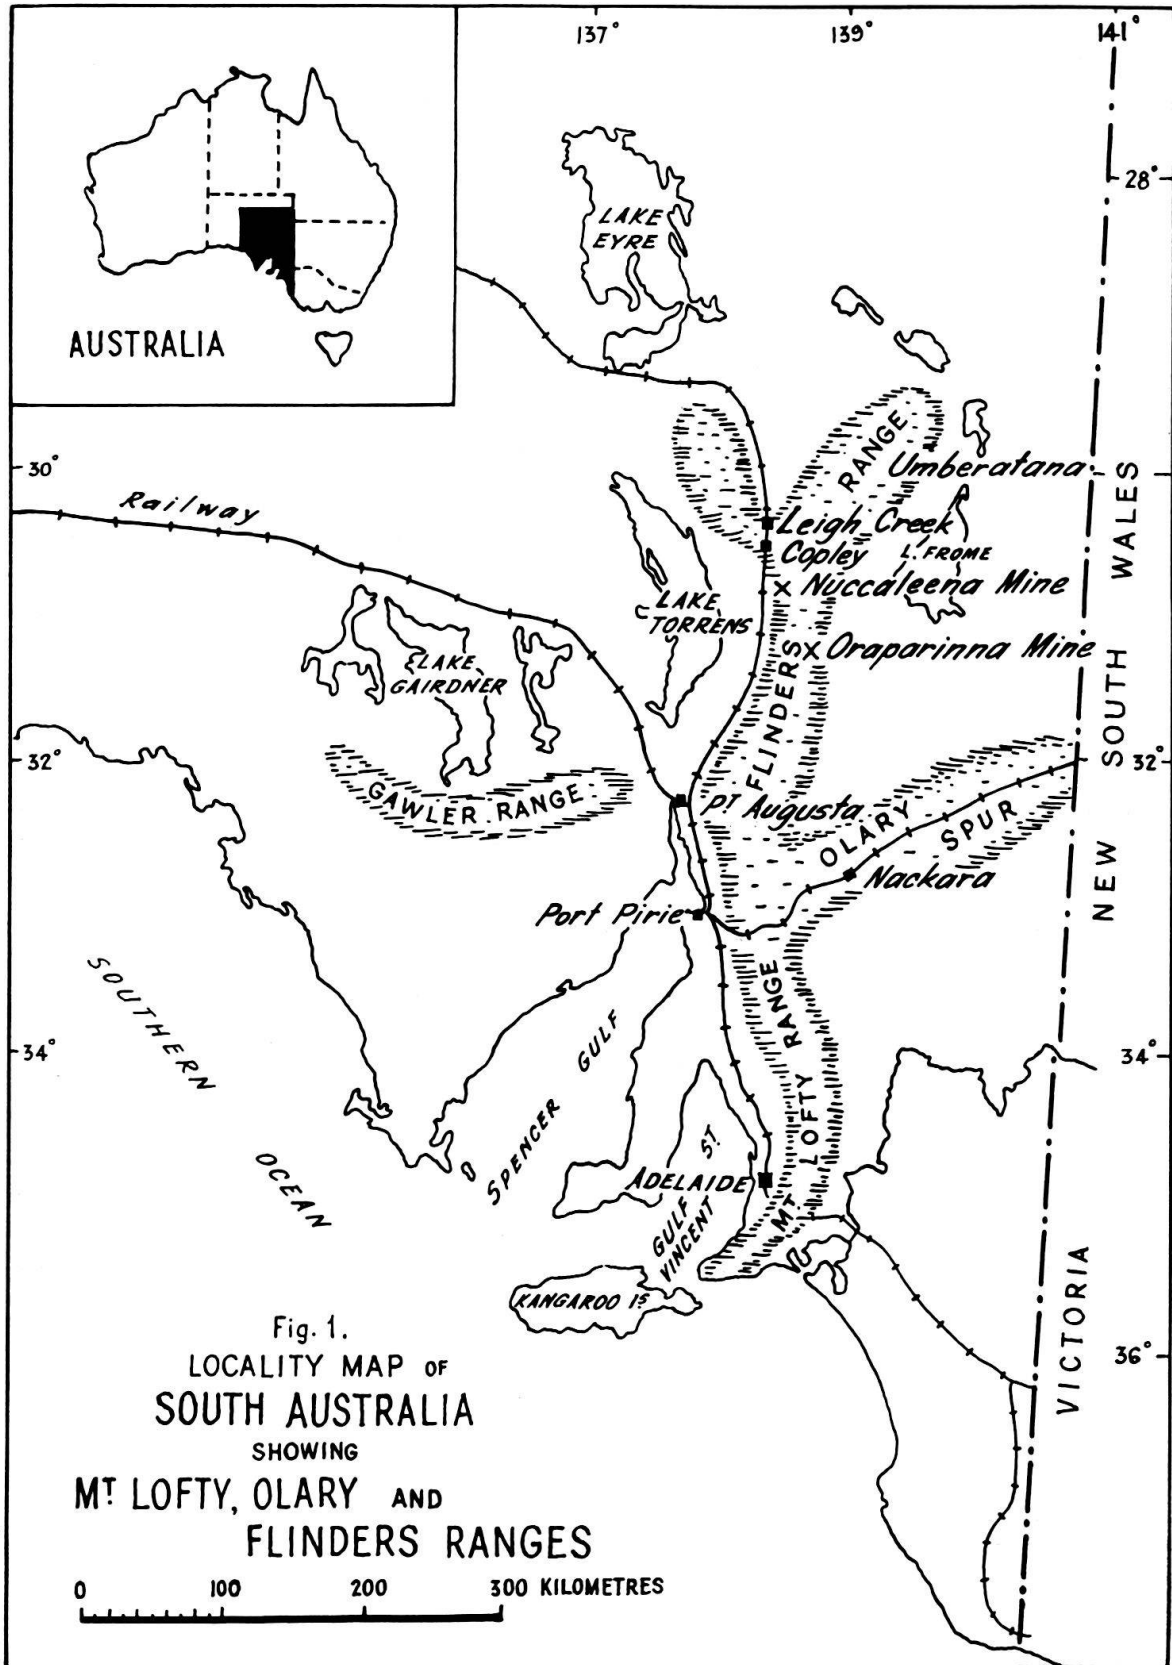 137°
139°
141°
28°
LAKE
EYRE
AUSTRALIA
30°
RANGE
Umberatana
Railway
Leigh Creek
Copley
L. FROME
Nuccaleena Mine
LAKE
TORRENS
Oraparinna Mine
LAKE
GAIRDNER
FLINDERS
32°
32°
GAWLER RANGE
PT Augusta
OLARY
SPUR
Nackara
Port Pirie
NEW SOUTH WALES
SOUTHERN
OCEAN
SPENCER GULF
34°
34°
MT LOFTY RANGE
ADELAIDE
GULF ST.
VINCENT
KANGAROO IS
VICTORIA
36°
Fig. 1.
LOCALITY MAP OF
SOUTH AUSTRALIA
SHOWING
MT LOFTY, OLARY AND
FLINDERS RANGES
0 100 200 300 KILOMETRES